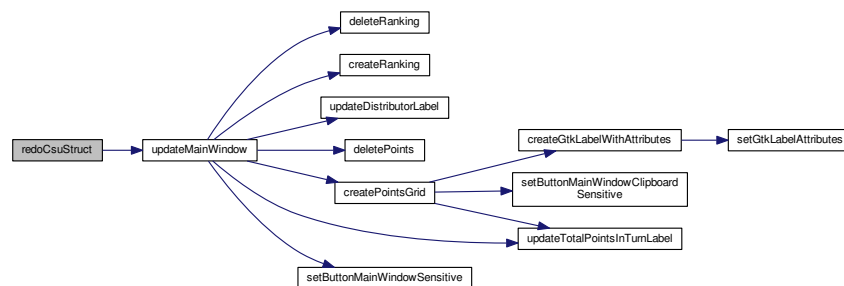 deleteRanking
createRanking
updateDistributorLabel
createGtkLabelWithAttributes
setGtkLabelAttributes
redoCsuStruct
updateMainWindow
deletePoints
createPointsGrid
setButtonMainWindowClipboard
Sensitive
updateTotalPointsInTurnLabel
setButtonMainWindowSensitive